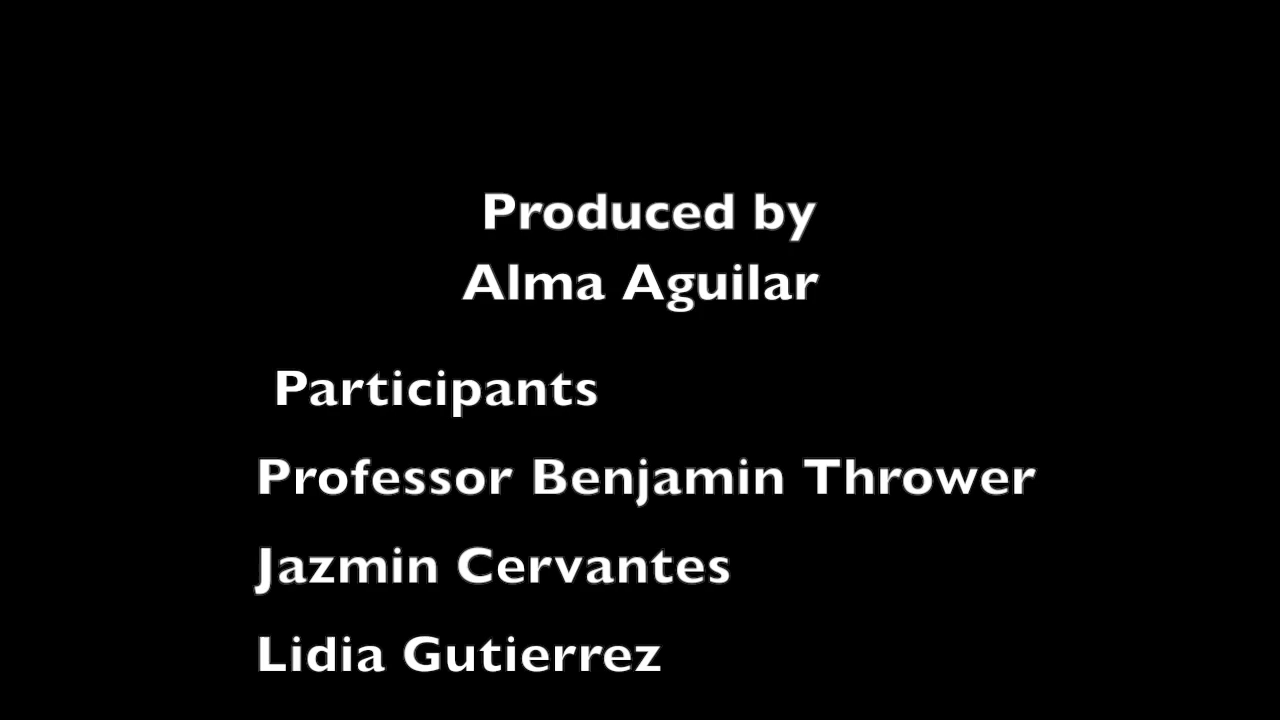 Produced by
Alma Aguilar
Participants
Professor Benjamin Thrower
Jazmin Cervantes
Lidia Gutierrez